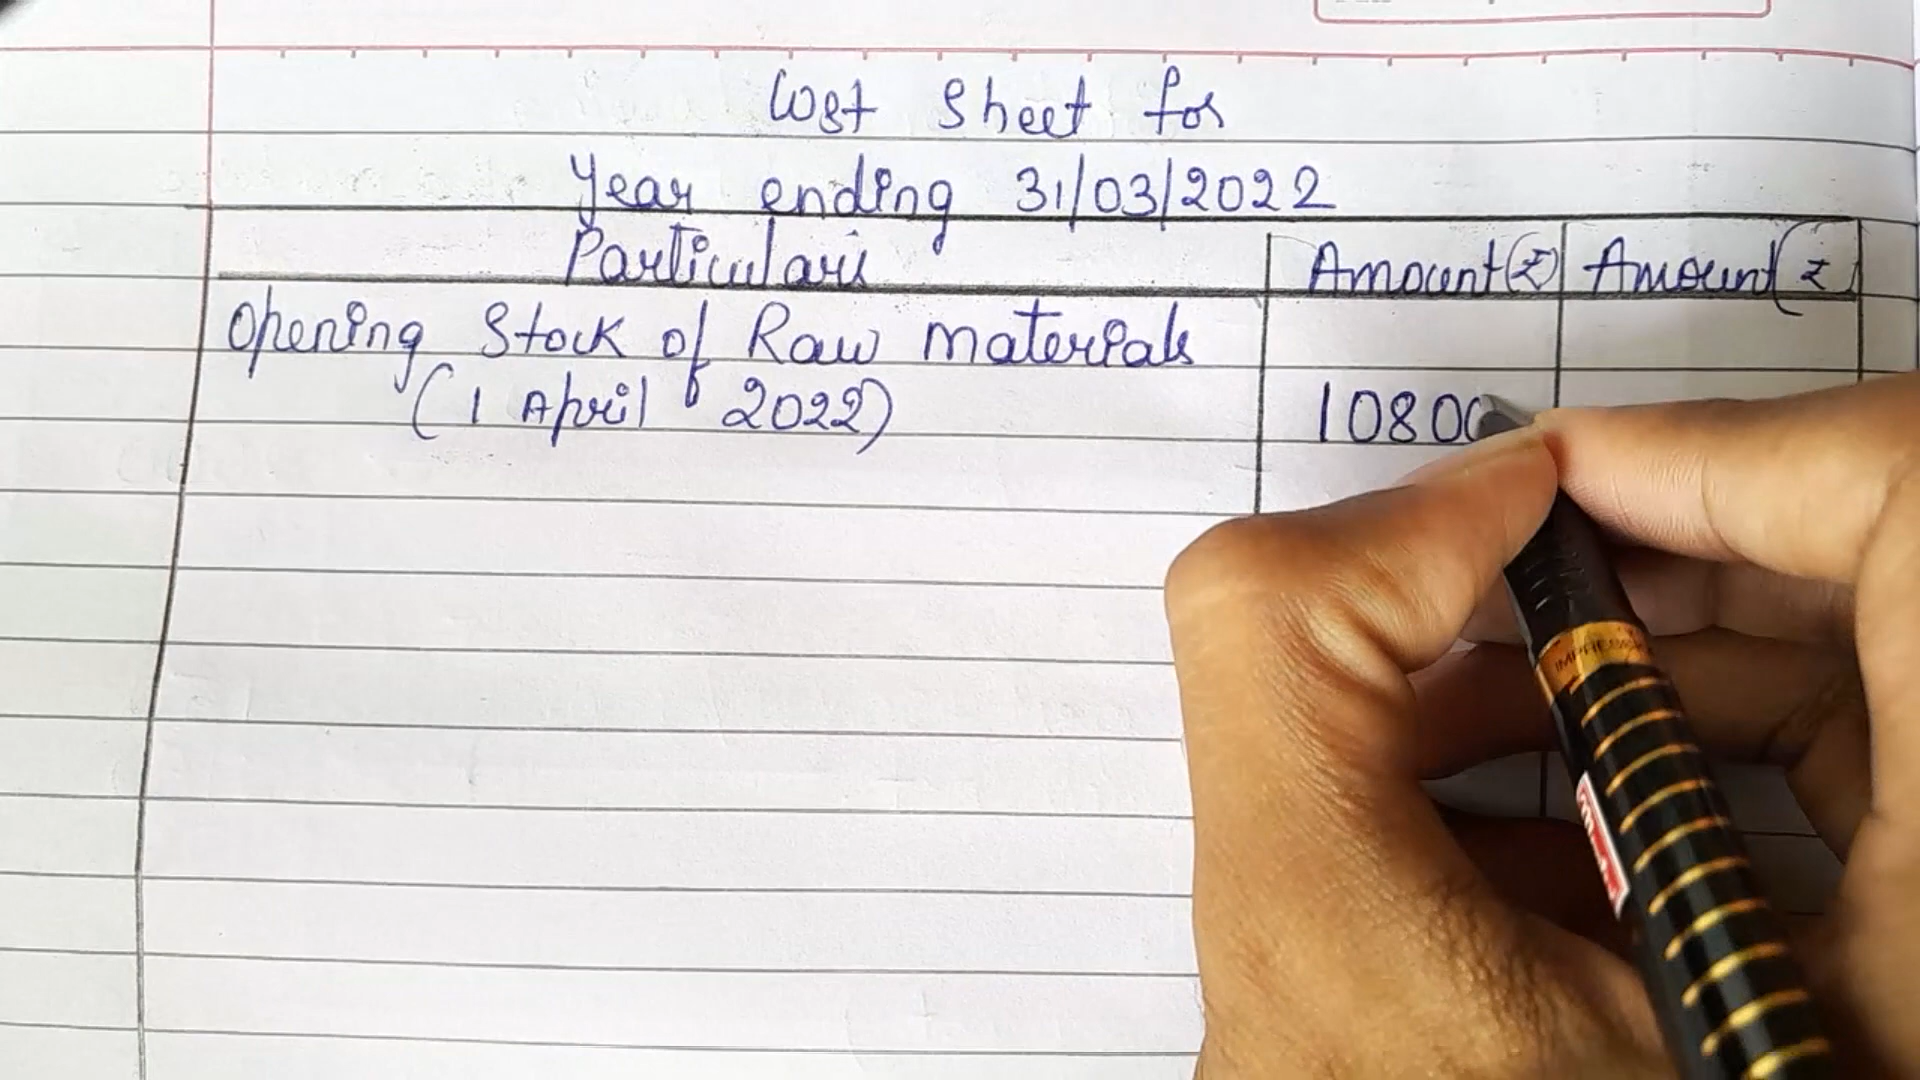 Cost Sheet for
Year ending 31/03/2022
Particulars Amount(₹) Amount(₹)
Opening Stock of Raw materials
(1 April 2022) 10800